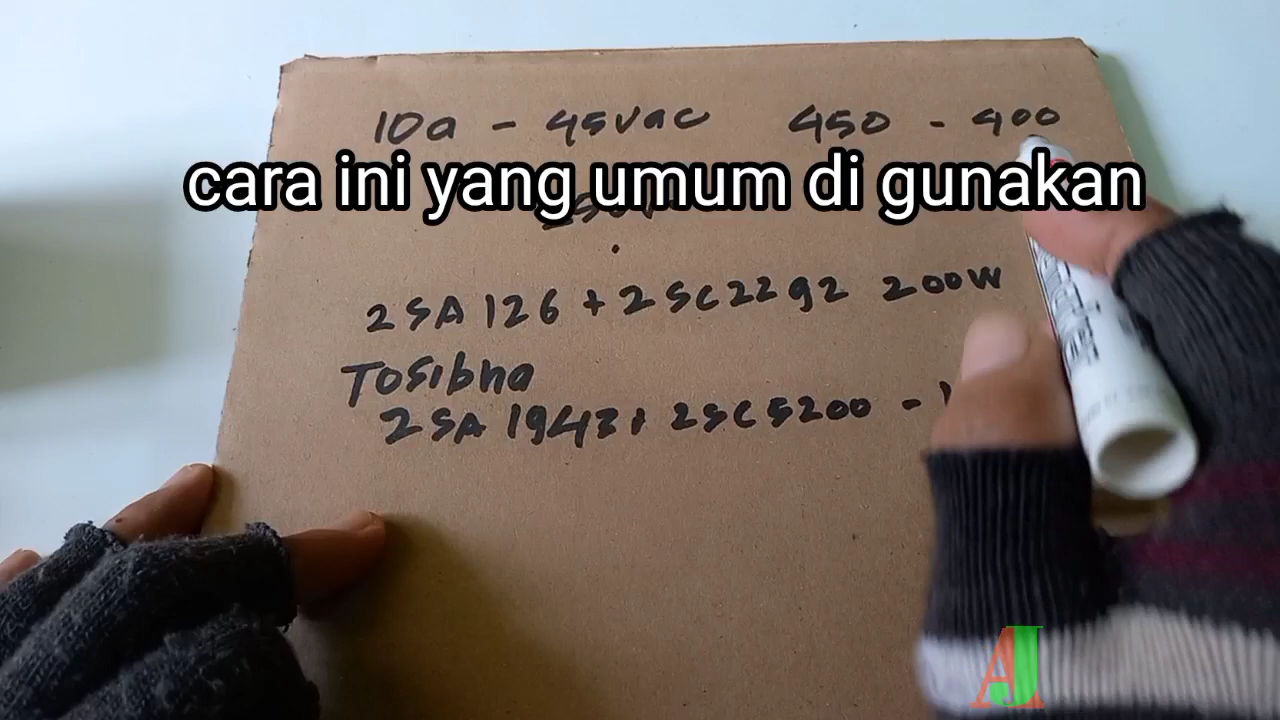 10a - 45vac 450 - 400
cara ini yang umum di gunakan
2SA 126 + 2SC2292 200W
Tosibha
2SA 1943 + 2SC5200 -
AJ